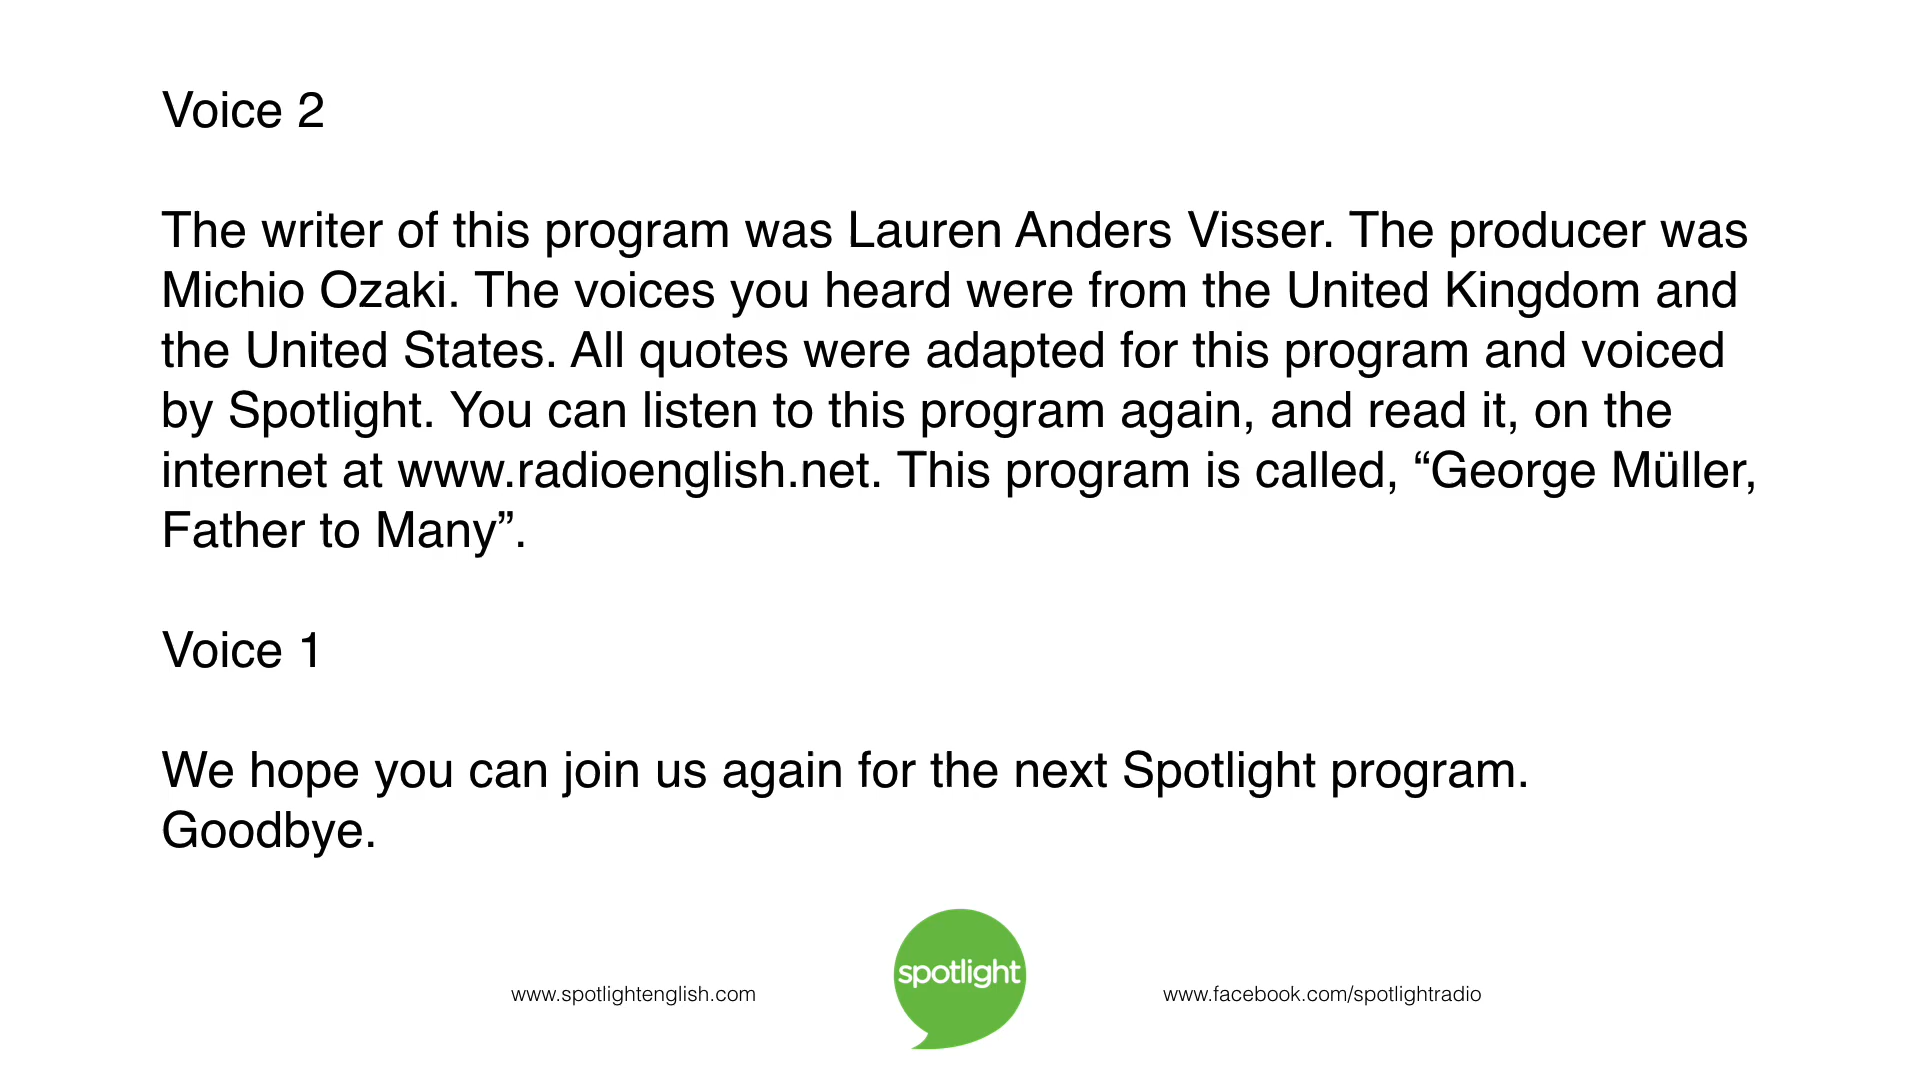 Voice 2
The writer of this program was Lauren Anders Visser. The producer was
Michio Ozaki. The voices you heard were from the United Kingdom and
the United States. All quotes were adapted for this program and voiced
by Spotlight. You can listen to this program again, and read it, on the
internet at www.radioenglish.net. This program is called, “George Müller,
Father to Many”.
Voice 1
We hope you can join us again for the next Spotlight program.
Goodbye.
www.spotlightenglish.com
spotlight
www.facebook.com/spotlightradio